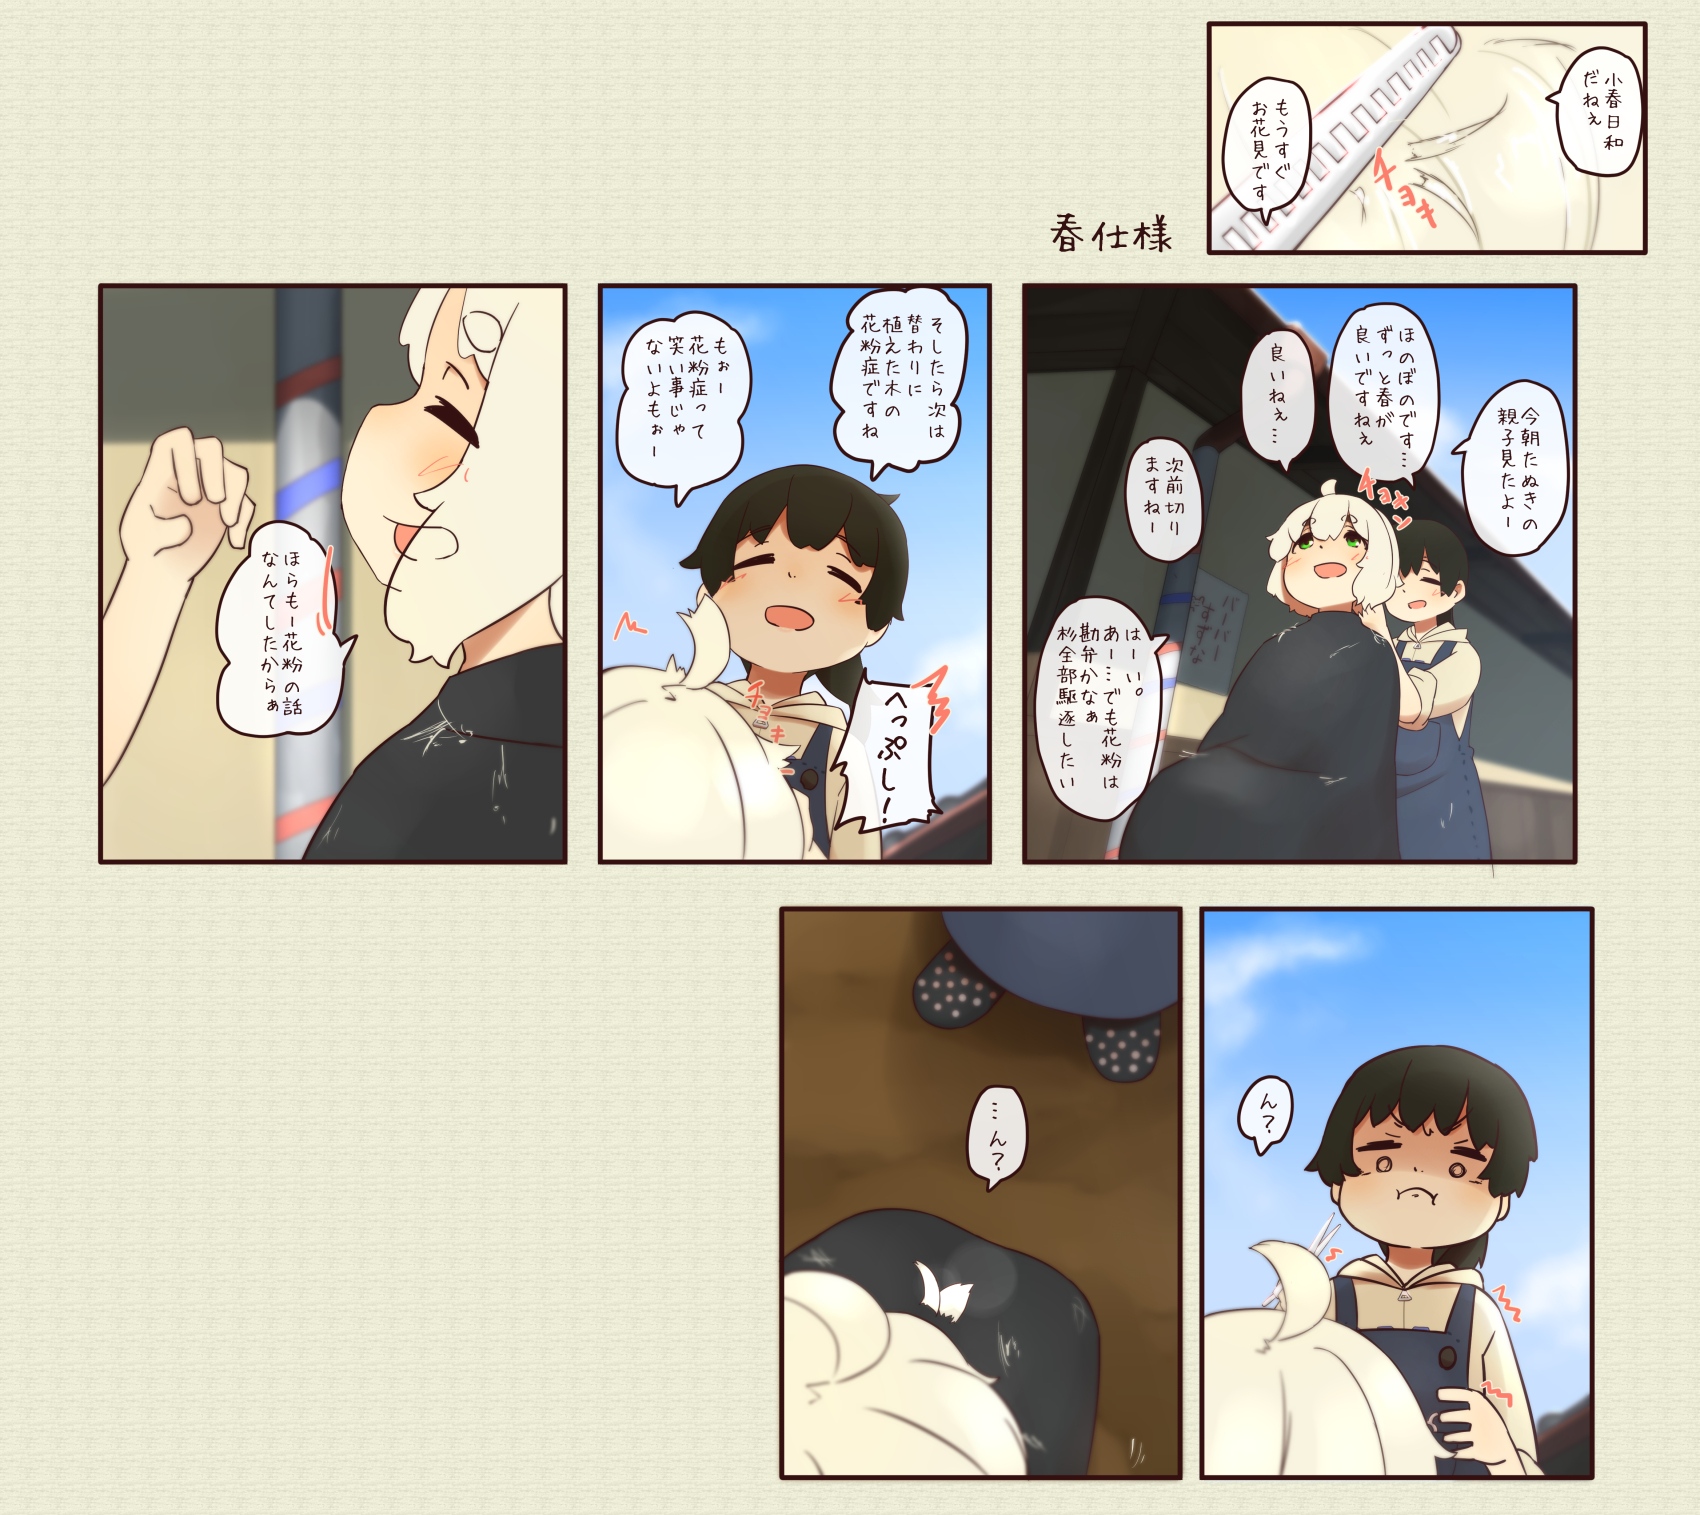 小春日和
だねぇ
もうすぐ
お花見です
チョキ
春仕様
今朝たぬきの
親子見たよー
ほのぼのです…
ずっと春が
良いですねぇ
良いねぇ…
チョキン
次前切り
ますねー
はーい。
あー…でも花粉は
勘弁かなぁ
杉全部駆逐したい
バーバー
すずな
そしたら次は
替わりに
植えた木の
花粉症ですね
もぉー
花粉症って
笑い事じゃ
ないよもぉー
チョキ
へっぷし!
ほらもー花粉の話
なんてしたからぁ
ん?
…ん?